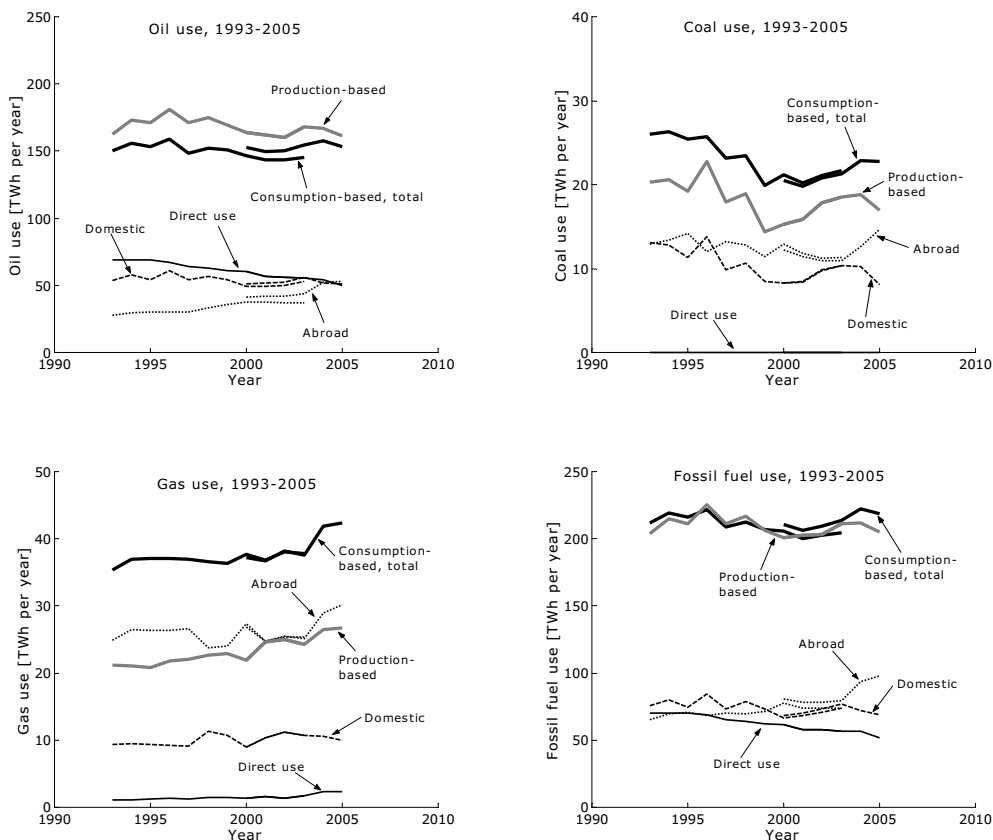 Oil use, 1993-2005
Oil use [TWh per year]
250
200
150
100
50
0
Production-based
Consumption-based, total
Direct use
Domestic
Abroad
1990
1995
2000
2005
2010
Year
Coal use, 1993-2005
Coal use [TWh per year]
40
30
20
10
0
Consumption-
based, total
Production-
based
Abroad
Direct use
Domestic
1990
1995
2000
2005
2010
Year
Gas use, 1993-2005
Gas use [TWh per year]
50
40
30
20
10
0
Consumption-
based, total
Abroad
Production-
based
Domestic
Direct use
1990
1995
2000
2005
2010
Year
Fossil fuel use, 1993-2005
Fossil fuel use [TWh per year]
250
200
150
100
50
0
Consumption-
based, total
Production-
based
Abroad
Domestic
Direct use
1990
1995
2000
2005
2010
Year